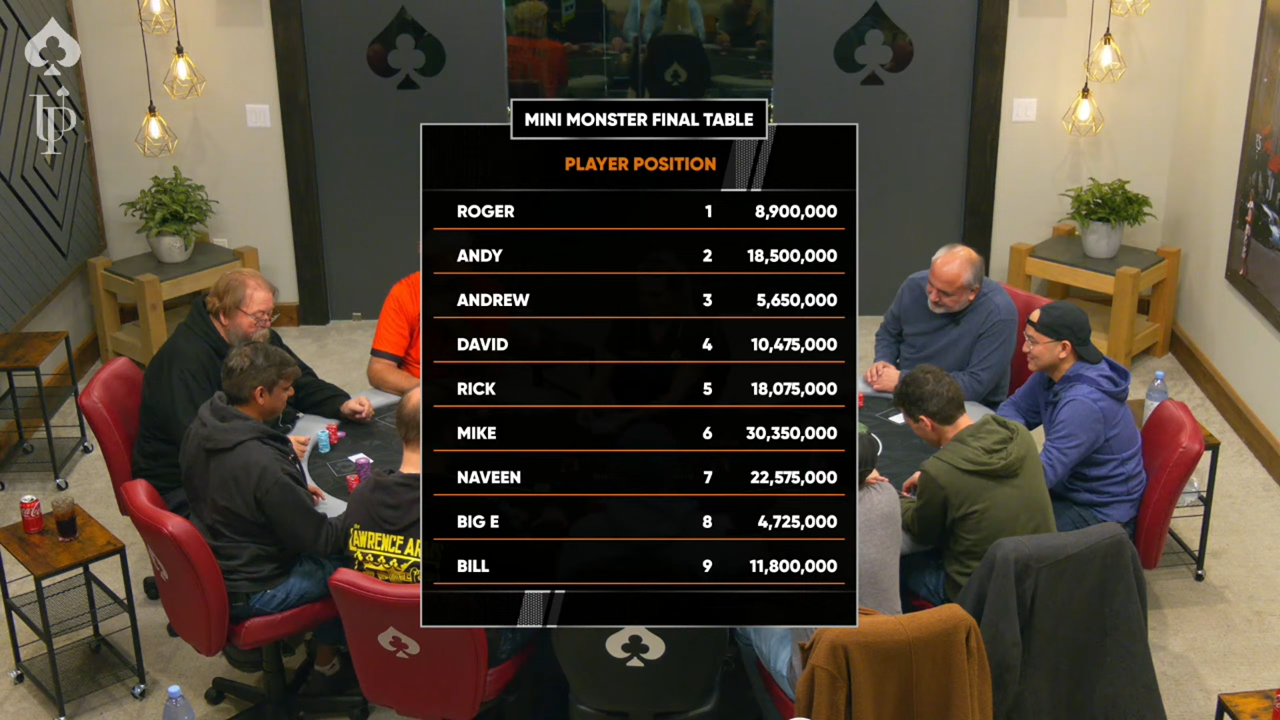 MINI MONSTER FINAL TABLE
PLAYER POSITION
ROGER 1 8,900,000
ANDY 2 18,500,000
ANDREW 3 5,650,000
DAVID 4 10,475,000
RICK 5 18,075,000
MIKE 6 30,350,000
NAVEEN 7 22,575,000
BIG E 8 4,725,000
BILL 9 11,800,000
LAWRENCE AR